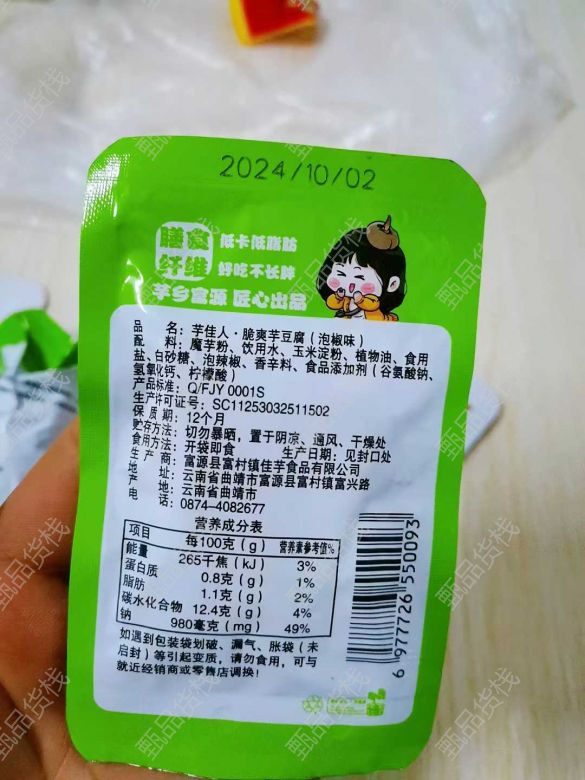 2024/10/02
膳食纤维
低卡低脂肪
好吃不长胖
芋乡富源 匠心出品
品 名：芋佳人·脆爽芋豆腐（泡椒味）
配 料：魔芋粉、饮用水、玉米淀粉、植物油、食用
盐、白砂糖、泡辣椒、香辛料、食品添加剂（谷氨酸钠、
氢氧化钙、柠檬酸）
产品标准：Q/FJY 0001S
生产许可证号：SC11253032511502
保 质 期：12个月
贮存方法：切勿暴晒，置于阴凉、通风、干燥处
食用方法：开袋即食 生产日期：见封口处
生 产 商：富源县富村镇佳芋食品有限公司
地 址：云南省曲靖市富源县富村镇富兴路
产 地：云南省曲靖市
电 话：0874-4082677
营养成分表
项目 每100克(g) 营养素参考值%
能量 265千焦(kJ) 3%
蛋白质 0.8克(g) 1%
脂肪 1.1克(g) 2%
碳水化合物 12.4克(g) 4%
钠 980毫克(mg) 49%
如遇到包装袋划破、漏气、胀袋（未
启封）等引起变质，请勿食用，可与
就近经销商或零售店调换！
6 977726 550093
甄品货栈